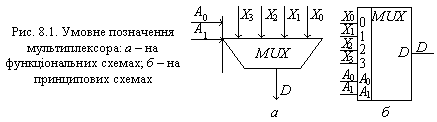 Рис. 8.1. Умовне позначення
мультиплексора: а – на
функціональних схемах; б – на
принципових схемах
A0
A1
X3 X2 X1 X0
MUX
D
а
X0 0 MUX
X1 1
X2 2
X3 3
D D
A0 A0
A1 A1
б